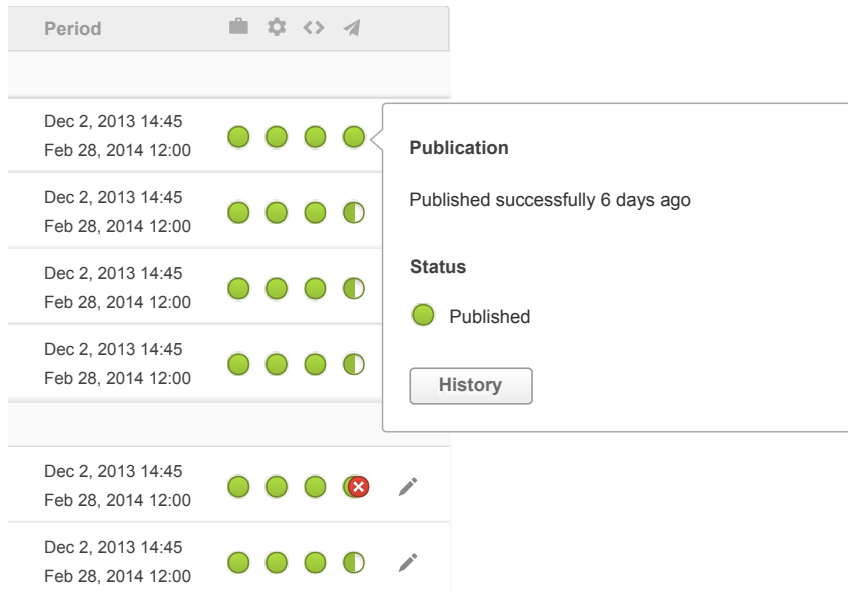 Period
Dec 2, 2013 14:45
Feb 28, 2014 12:00
Dec 2, 2013 14:45
Feb 28, 2014 12:00
Dec 2, 2013 14:45
Feb 28, 2014 12:00
Dec 2, 2013 14:45
Feb 28, 2014 12:00
Publication
Published successfully 6 days ago
Status
Published
History
Dec 2, 2013 14:45
Feb 28, 2014 12:00
Dec 2, 2013 14:45
Feb 28, 2014 12:00